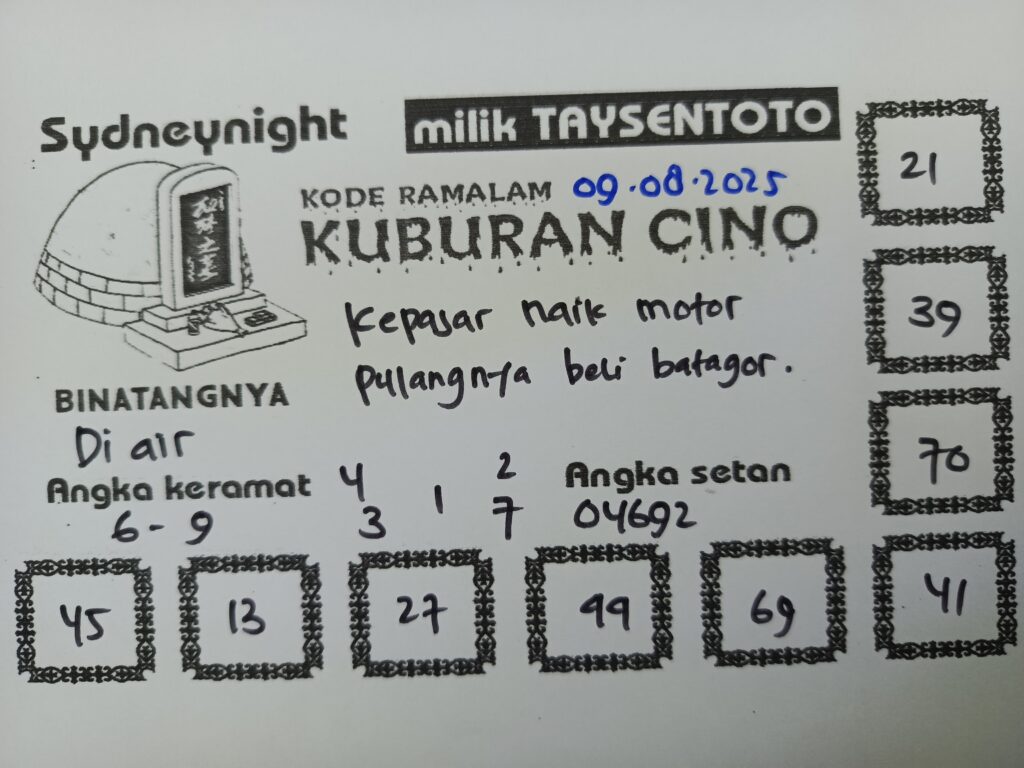 Sydneynight
milik TAYSENTOTO
KODE RAMALAM 09.08.2025
KUBURAN CINO
Kepasar naik motor
pulangnya beli batagor.
BINATANGNYA
Di air
Angka keramat
6 - 9
4 2
3 1 7
Angka setan
04692
21
39
70
41
45 13 27 99 69